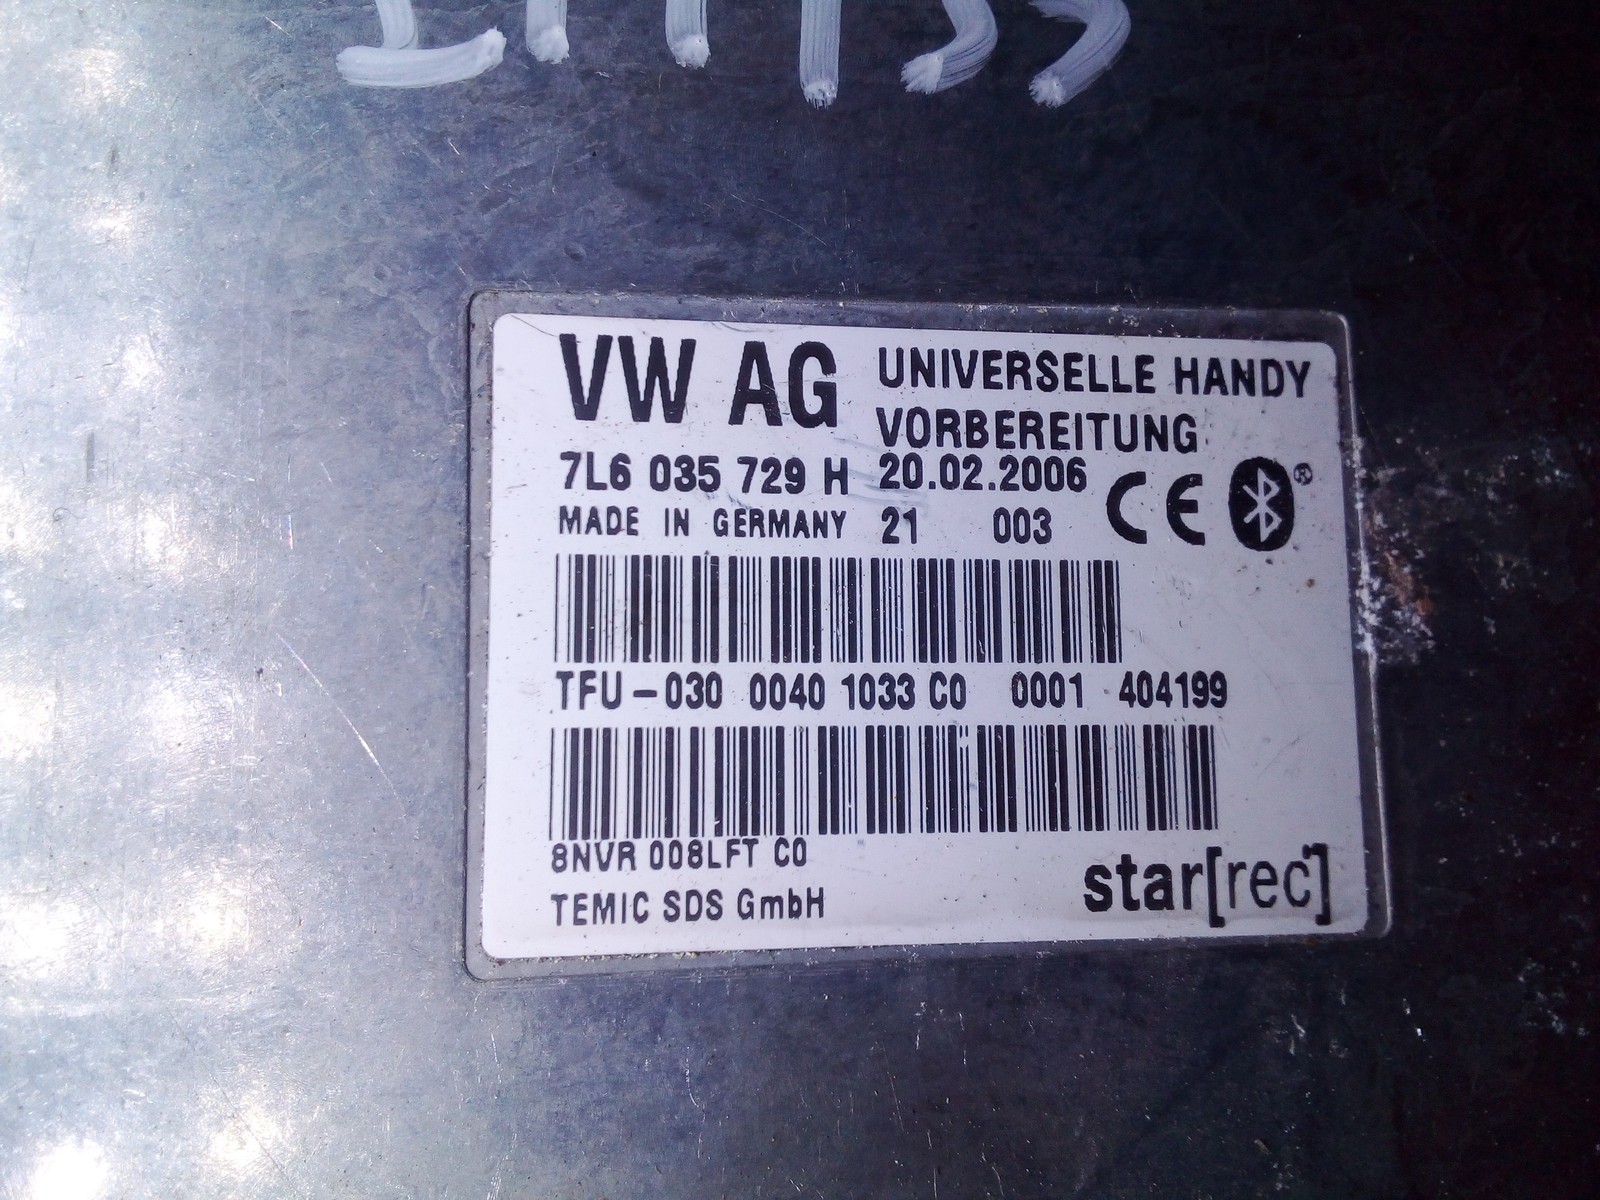 VW AG UNIVERSELLE HANDY
VORBEREITUNG
7L6 035 729 H 20.02.2006
MADE IN GERMANY 21 003 CE ®
TFU-030 0040 1033 C0 0001 404199
8NVR 008LFT C0
TEMIC SDS GmbH
star[rec]